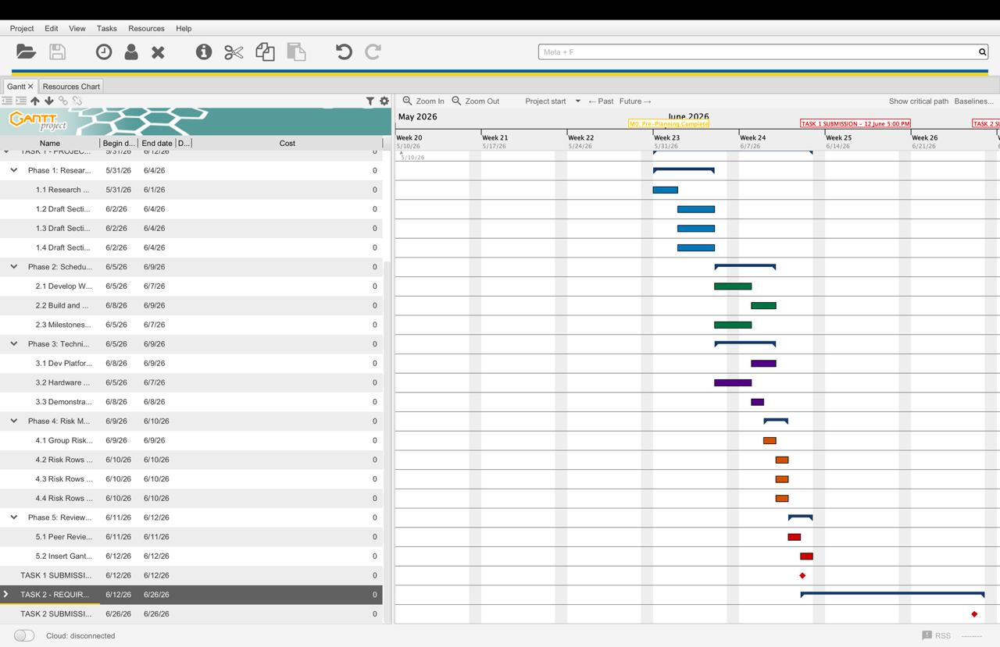 Project Edit View Tasks Resources Help
Meta + F
Gantt Resources Chart
Zoom In Zoom Out Project start ← Past Future → Show critical path Baselines...
GANTT project
May 2026 June 2026
M0. Pre-Planning Complete TASK 1 SUBMISSION - 12 June 5:00 PM
Name Begin d... End date D... Cost
Week 20 Week 21 Week 22 Week 23 Week 24 Week 25 Week 26
5/10/26 5/17/26 5/24/26 5/31/26 6/7/26 6/14/26 6/21/26
TASK 1 - PROJEC... 5/31/26 6/12/26 0
5/10/26
Phase 1: Resear... 5/31/26 6/4/26 0
1.1 Research ... 5/31/26 6/1/26 0
1.2 Draft Secti... 6/2/26 6/4/26 0
1.3 Draft Secti... 6/2/26 6/4/26 0
1.4 Draft Secti... 6/2/26 6/4/26 0
Phase 2: Schedu... 6/5/26 6/9/26 0
2.1 Develop W... 6/5/26 6/7/26 0
2.2 Build and ... 6/8/26 6/9/26 0
2.3 Milestones... 6/5/26 6/7/26 0
Phase 3: Techni... 6/5/26 6/9/26 0
3.1 Dev Platfor... 6/8/26 6/9/26 0
3.2 Hardware ... 6/5/26 6/7/26 0
3.3 Demonstra... 6/8/26 6/8/26 0
Phase 4: Risk M... 6/9/26 6/10/26 0
4.1 Group Risk... 6/9/26 6/9/26 0
4.2 Risk Rows ... 6/10/26 6/10/26 0
4.3 Risk Rows ... 6/10/26 6/10/26 0
4.4 Risk Rows ... 6/10/26 6/10/26 0
Phase 5: Review... 6/11/26 6/12/26 0
5.1 Peer Revie... 6/11/26 6/11/26 0
5.2 Insert Gant... 6/12/26 6/12/26 0
TASK 1 SUBMISSI... 6/12/26 6/12/26 0
TASK 2 - REQUIR... 6/12/26 6/26/26 0
TASK 2 SUBMISSI... 6/26/26 6/26/26 0
Cloud: disconnected RSS --------